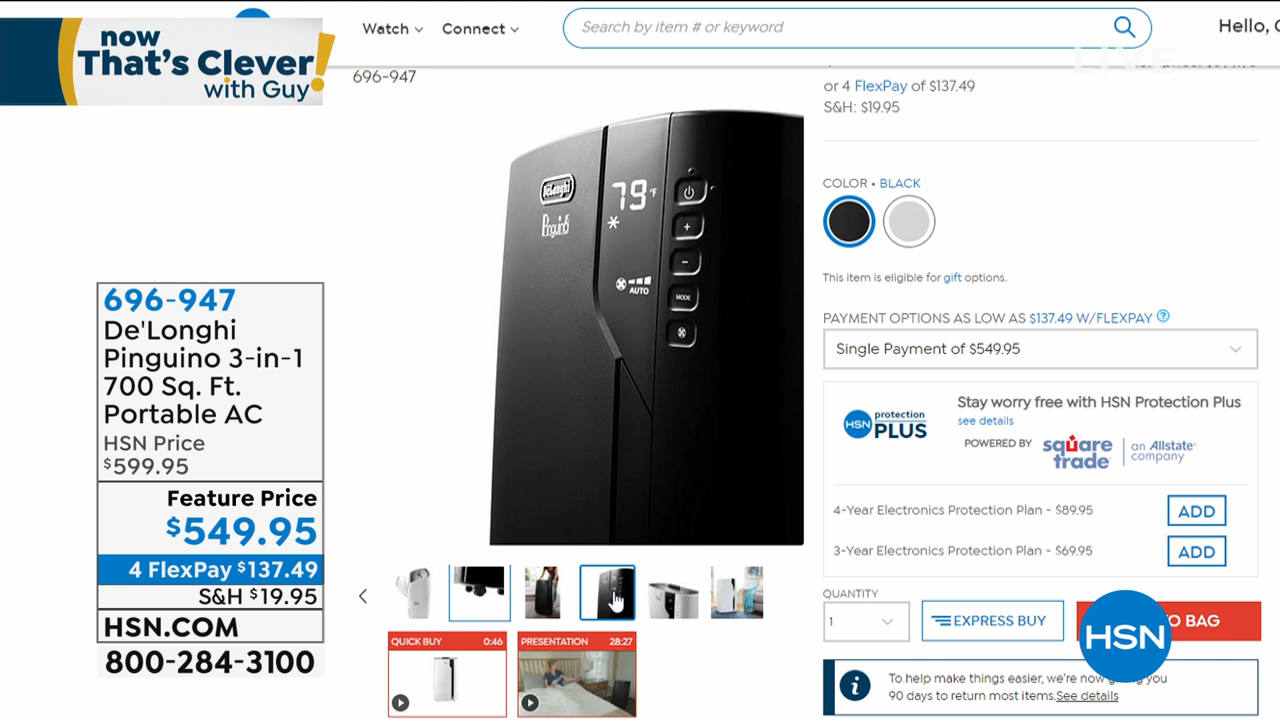 now
That's Clever!
with Guy
Watch
Connect
Search by item # or keyword
Hello,
LIVE
696-947
or 4 FlexPay of $137.49
S&H: $19.95
COLOR • BLACK
This item is eligible for gift options.
PAYMENT OPTIONS AS LOW AS $137.49 W/FLEXPAY ?
Single Payment of $549.95
HSN protection PLUS
Stay worry free with HSN Protection Plus
see details
POWERED BY square trade | an Allstate company
4-Year Electronics Protection Plan - $89.95
ADD
3-Year Electronics Protection Plan - $69.95
ADD
QUANTITY
1
EXPRESS BUY
TO BAG
HSN
To help make things easier, we're now giving you
90 days to return most items. See details
DeLonghi
Pinguino
79 °F
AUTO
+
-
MODE
696-947
De'Longhi
Pinguino 3-in-1
700 Sq. Ft.
Portable AC
HSN Price
$599.95
Feature Price
$549.95
4 FlexPay $137.49
S&H $19.95
HSN.COM
800-284-3100
QUICK BUY 0:46
PRESENTATION 28:27